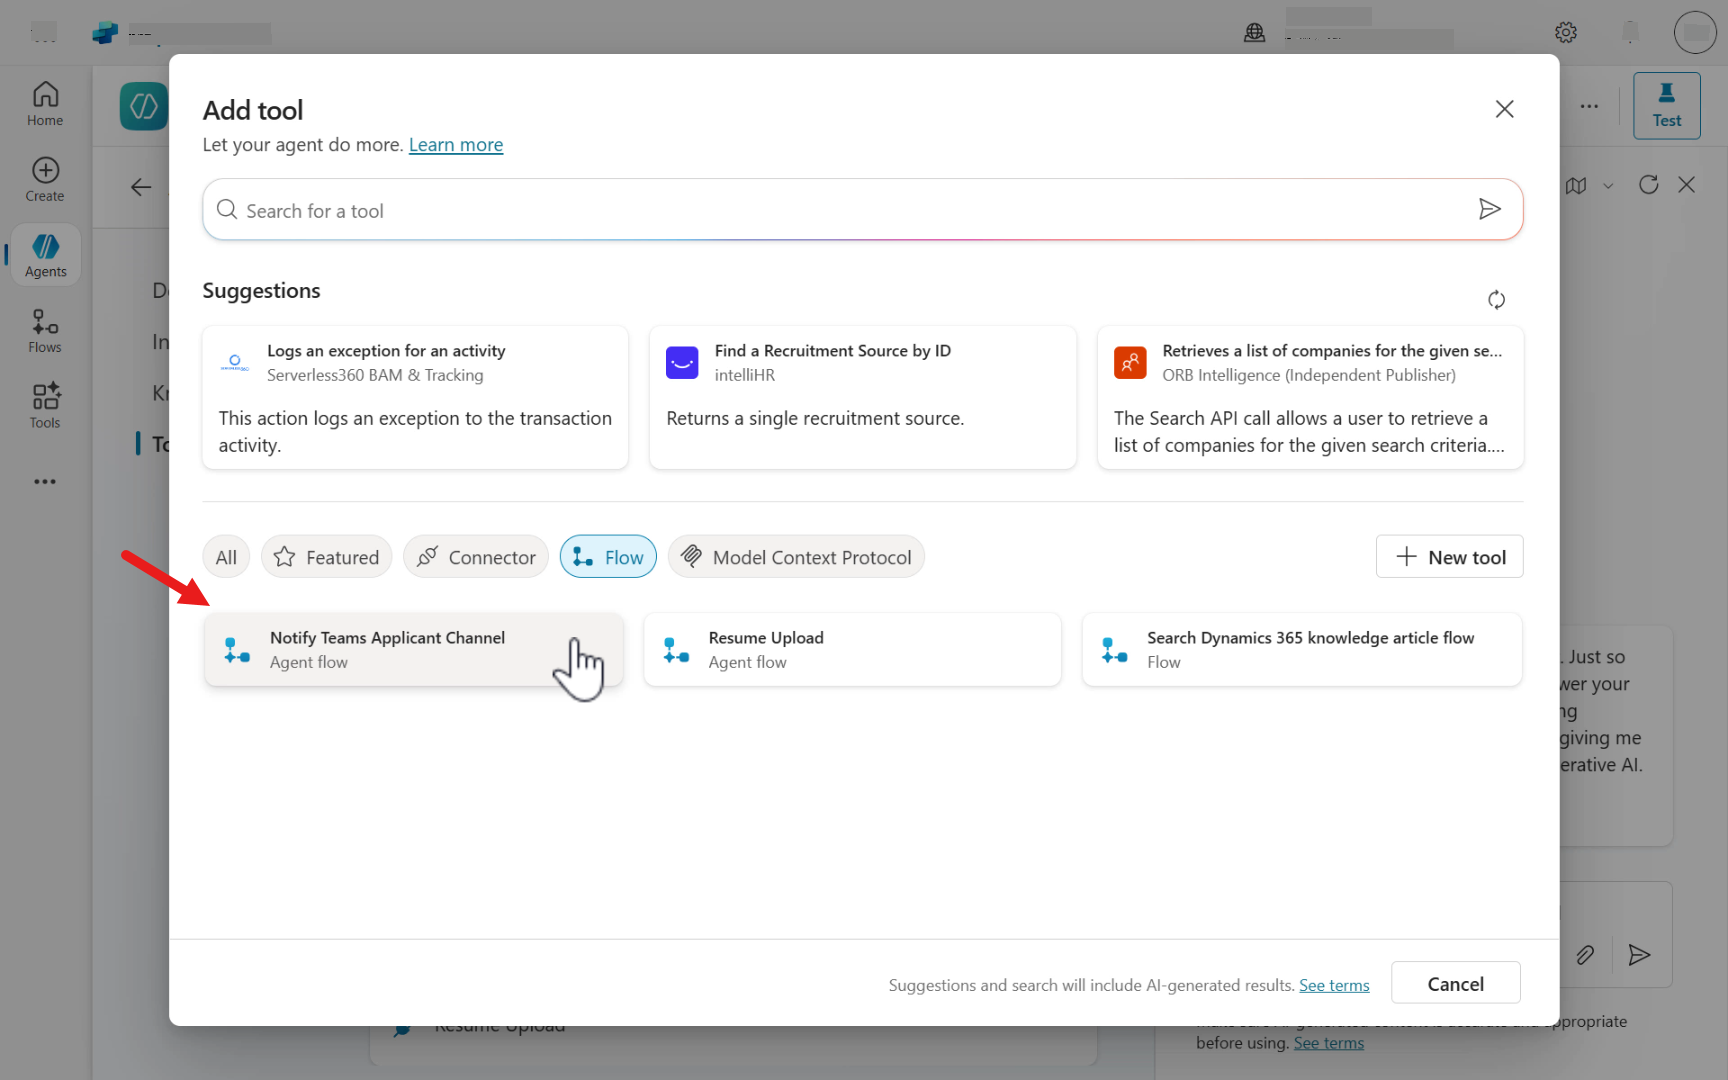 Home
Create
Agents
Flows
Tools
Test
Add tool
Let your agent do more. Learn more
Search for a tool
Suggestions
Logs an exception for an activity
Serverless360 BAM & Tracking
This action logs an exception to the transaction
activity.
Find a Recruitment Source by ID
intelliHR
Returns a single recruitment source.
Retrieves a list of companies for the given se...
ORB Intelligence (Independent Publisher)
The Search API call allows a user to retrieve a
list of companies for the given search criteria....
All
Featured
Connector
Flow
Model Context Protocol
New tool
Notify Teams Applicant Channel
Agent flow
Resume Upload
Agent flow
Search Dynamics 365 knowledge article flow
Flow
. Just so
wer your
ng
giving me
erative AI.
Suggestions and search will include AI-generated results. See terms
Cancel
Resume Upload
before using. See terms